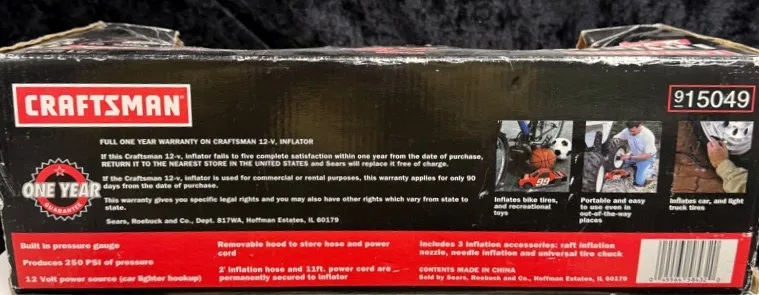 CRAFTSMAN
915049
FULL ONE YEAR WARRANTY ON CRAFTSMAN 12-V, INFLATOR
If this Craftsman 12-v, inflator fails to five complete satisfaction within one year from the date of purchase,
RETURN IT TO THE NEAREST STORE IN THE UNITED STATES and Sears will replace it free of charge.
If the Craftsman 12-v, inflator is used for commercial or rental purposes, this warranty applies for only 90
days from the date of purchase.
This warranty gives you specific legal rights and you may also have other rights which vary from state to
state.
Sears, Roebuck and Co., Dept. 817WA, Hoffman Estates, IL 60179
ONE YEAR
GUARANTEE
Inflates bike tires,
and recreational
toys
Portable and easy
to use even in
out-of-the-way
places
Inflates car, and light
truck tires
Built in pressure gauge
Produces 250 PSI of pressure
12 Volt power source (car lighter hookup)
Removable hood to store hose and power
cord
2' inflation hose and 11ft, power cord are
permanently secured to inflator
Includes 3 inflation accessories: raft inflation
nozzle, needle inflation and universal tire chuck
CONTENTS MADE IN CHINA
Sold by Sears, Roebuck and Co., Hoffman Estates, IL 60179